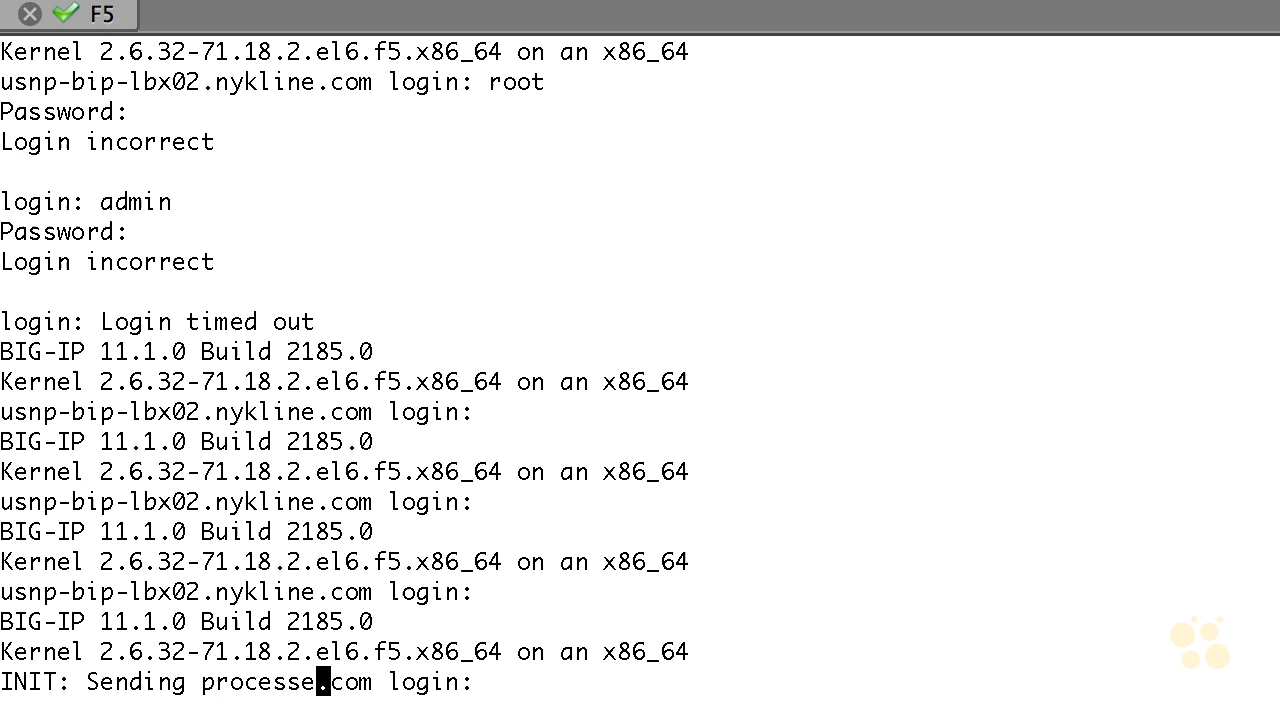 F5
Kernel 2.6.32-71.18.2.el6.f5.x86_64 on an x86_64
usnp-bip-lbx02.nykline.com login: root
Password:
Login incorrect
login: admin
Password:
Login incorrect
login: Login timed out
BIG-IP 11.1.0 Build 2185.0
Kernel 2.6.32-71.18.2.el6.f5.x86_64 on an x86_64
usnp-bip-lbx02.nykline.com login:
BIG-IP 11.1.0 Build 2185.0
Kernel 2.6.32-71.18.2.el6.f5.x86_64 on an x86_64
usnp-bip-lbx02.nykline.com login:
BIG-IP 11.1.0 Build 2185.0
Kernel 2.6.32-71.18.2.el6.f5.x86_64 on an x86_64
usnp-bip-lbx02.nykline.com login:
BIG-IP 11.1.0 Build 2185.0
Kernel 2.6.32-71.18.2.el6.f5.x86_64 on an x86_64
INIT: Sending processe.com login: